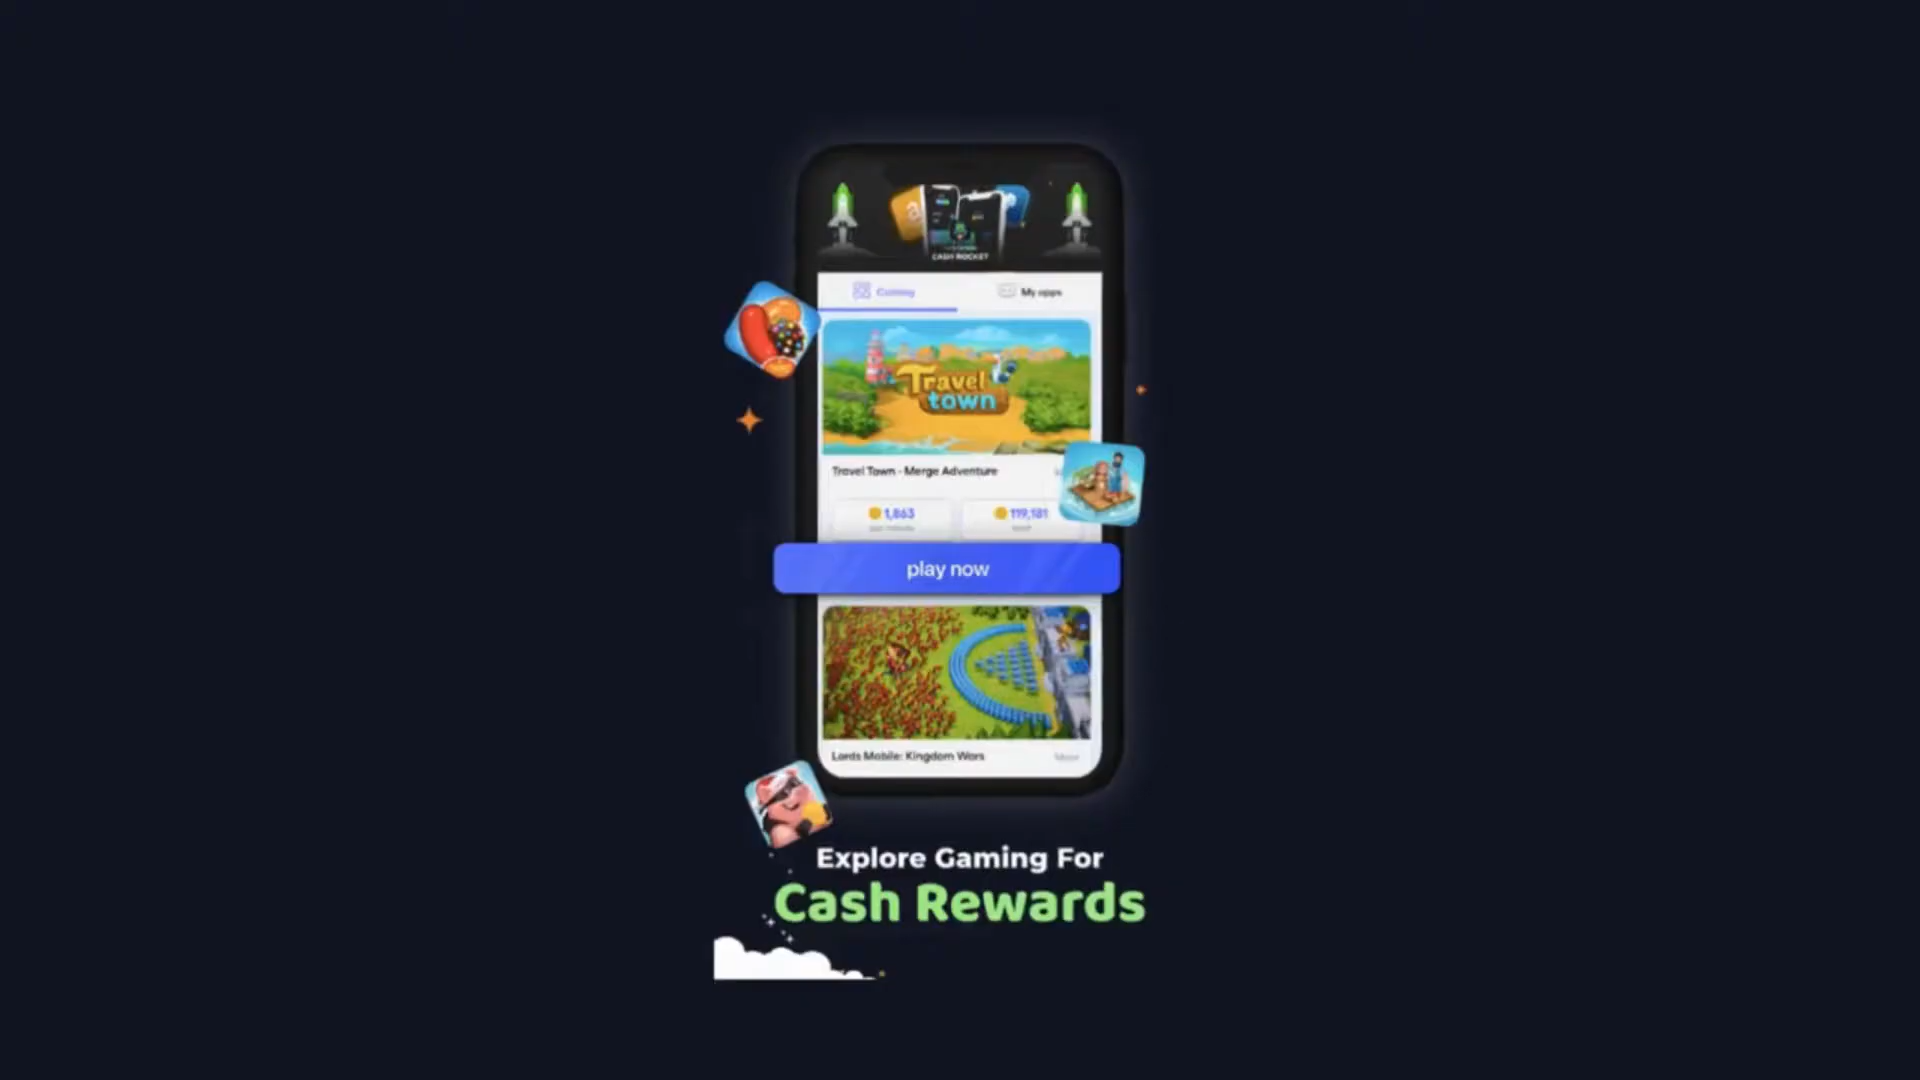 CASH ROCKET
My apps
Travel
town
Travel Town - Merge Adventure
1,863
119,181
play now
Lords Mobile: Kingdom Wars
More
Explore Gaming For
Cash Rewards